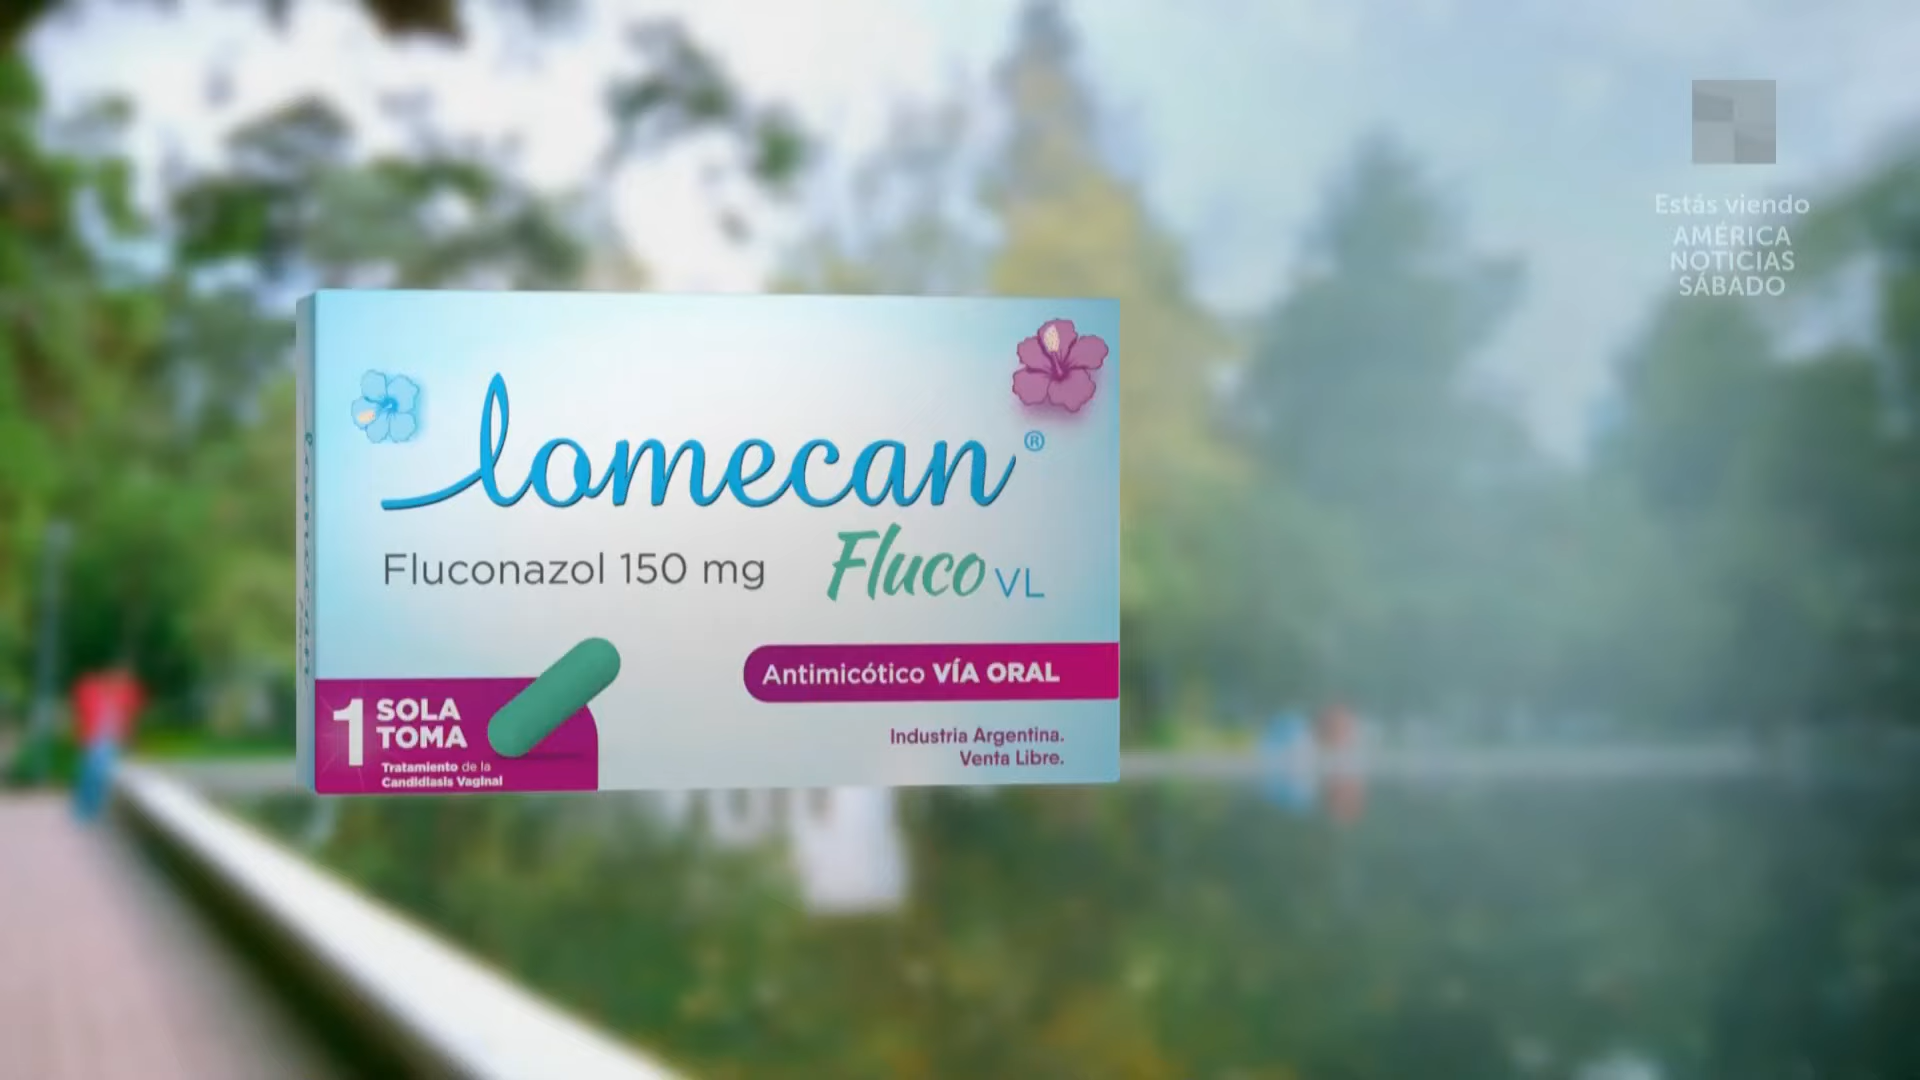 Estás viendo
AMÉRICA
NOTICIAS
SÁBADO
lomecan®
Fluconazol 150 mg
Fluco VL
Antimicótico VÍA ORAL
1 SOLA
TOMA
Tratamiento de la
Candidiasis Vaginal
Industria Argentina.
Venta Libre.